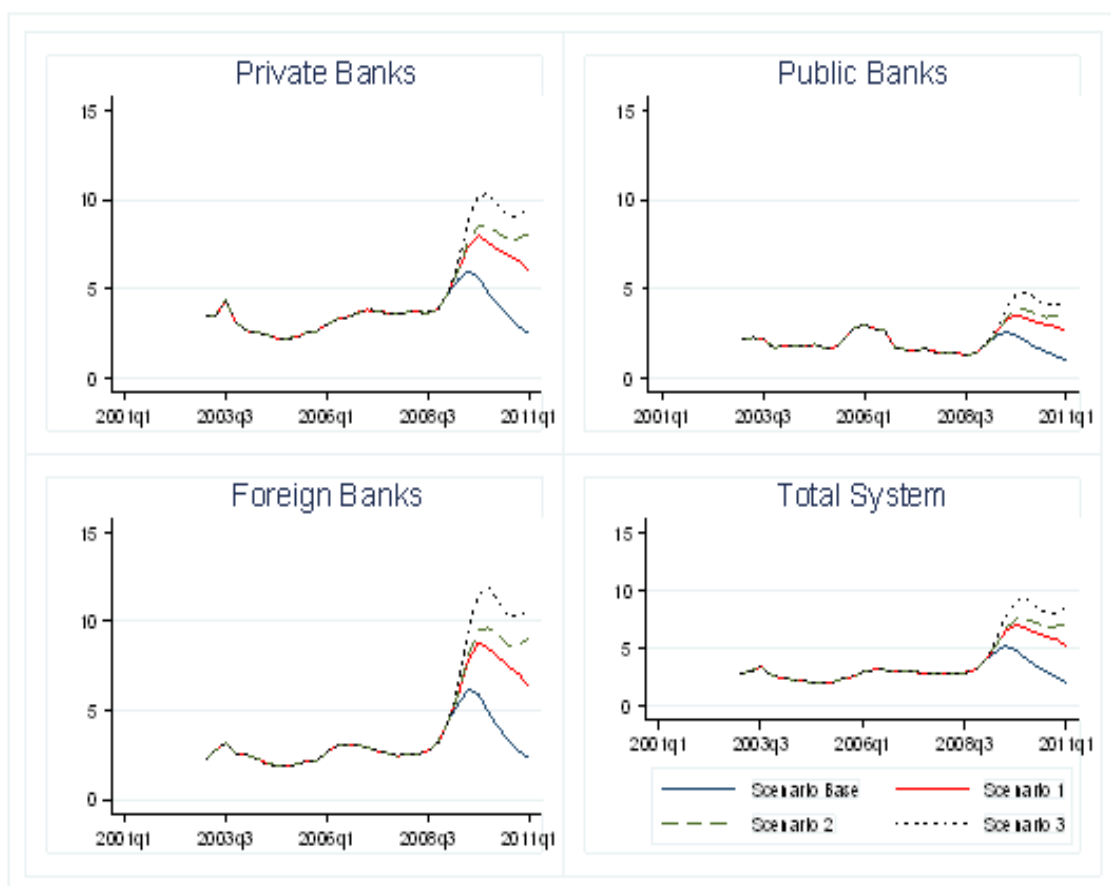 Private Banks
15
10
5
0
2001q1 2003q3 2006q1 2008q3 2011q1
Public Banks
15
10
5
0
2001q1 2003q3 2006q1 2008q3 2011q1
Foreign Banks
15
10
5
0
2001q1 2003q3 2006q1 2008q3 2011q1
Total System
15
10
5
0
2001q1 2003q3 2006q1 2008q3 2011q1
Scenario Base Scenario 1
Scenario 2 Scenario 3